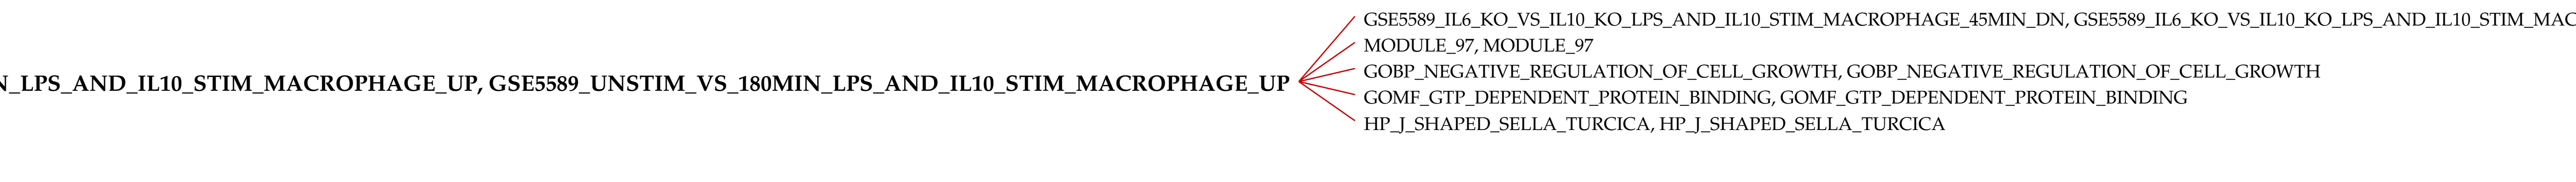 GSE5589_IL6_KO_VS_IL10_KO_LPS_AND_IL10_STIM_MACROPHAGE_45MIN_DN, GSE5589_IL6_KO_VS_IL10_KO_LPS_AND_IL10_STIM_MAC
MODULE_97, MODULE_97
GOBP_NEGATIVE_REGULATION_OF_CELL_GROWTH, GOBP_NEGATIVE_REGULATION_OF_CELL_GROWTH
N_LPS_AND_IL10_STIM_MACROPHAGE_UP, GSE5589_UNSTIM_VS_180MIN_LPS_AND_IL10_STIM_MACROPHAGE_UP
GOMF_GTP_DEPENDENT_PROTEIN_BINDING, GOMF_GTP_DEPENDENT_PROTEIN_BINDING
HP_J_SHAPED_SELLA_TURCICA, HP_J_SHAPED_SELLA_TURCICA